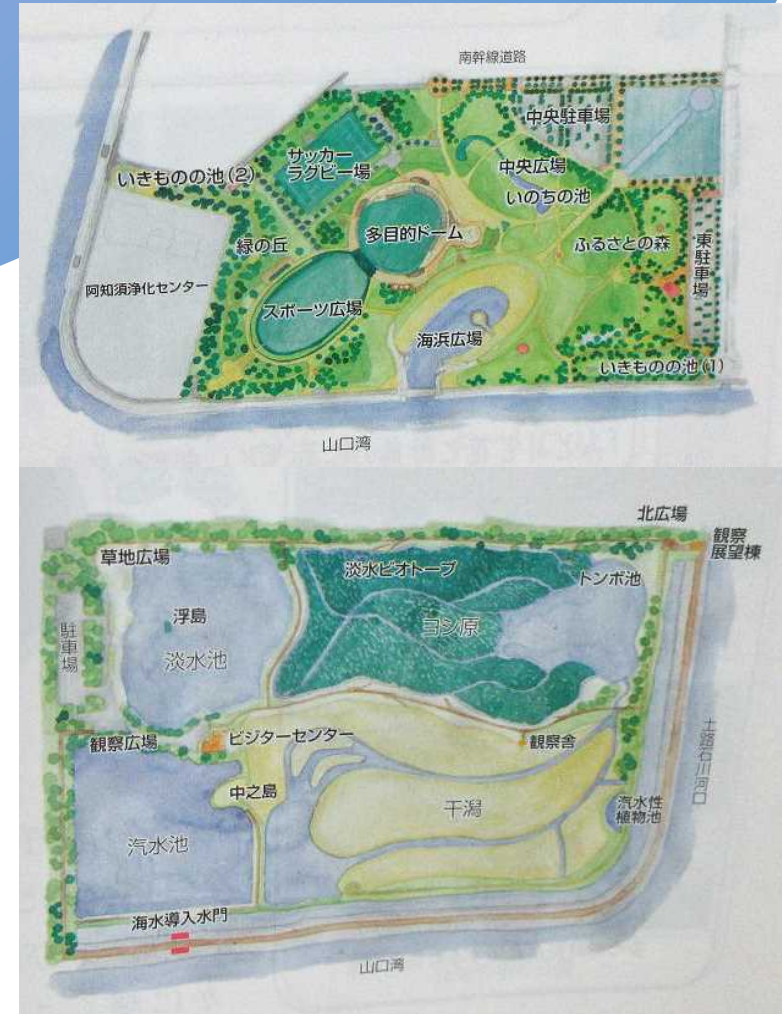 南幹線道路
中央駐車場
サッカー
ラグビー場
中央広場
いきものの池(2)
いのちの池
多目的ドーム
緑の丘
ふるさとの森
東駐車場
阿知須浄化センター
スポーツ広場
海浜広場
いきものの池(1)
山口湾
北広場
観察
展望棟
草地広場
淡水ビオトープ
トンボ池
浮島
ヨシ原
駐車場
淡水池
土路石川河口
観察広場
ビジターセンター
観察舎
中之島
干潟
汽水性
植物池
汽水池
海水導入水門
山口湾